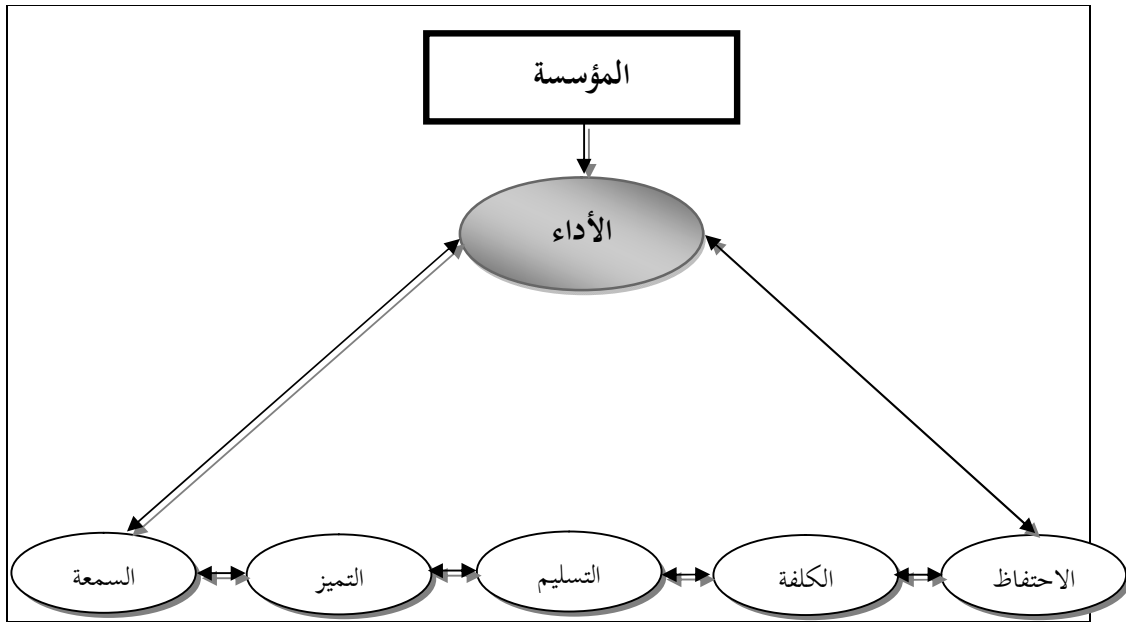 المؤسسة
الأداء
الاحتفاظ
الكلفة
التسليم
التميز
السمعة